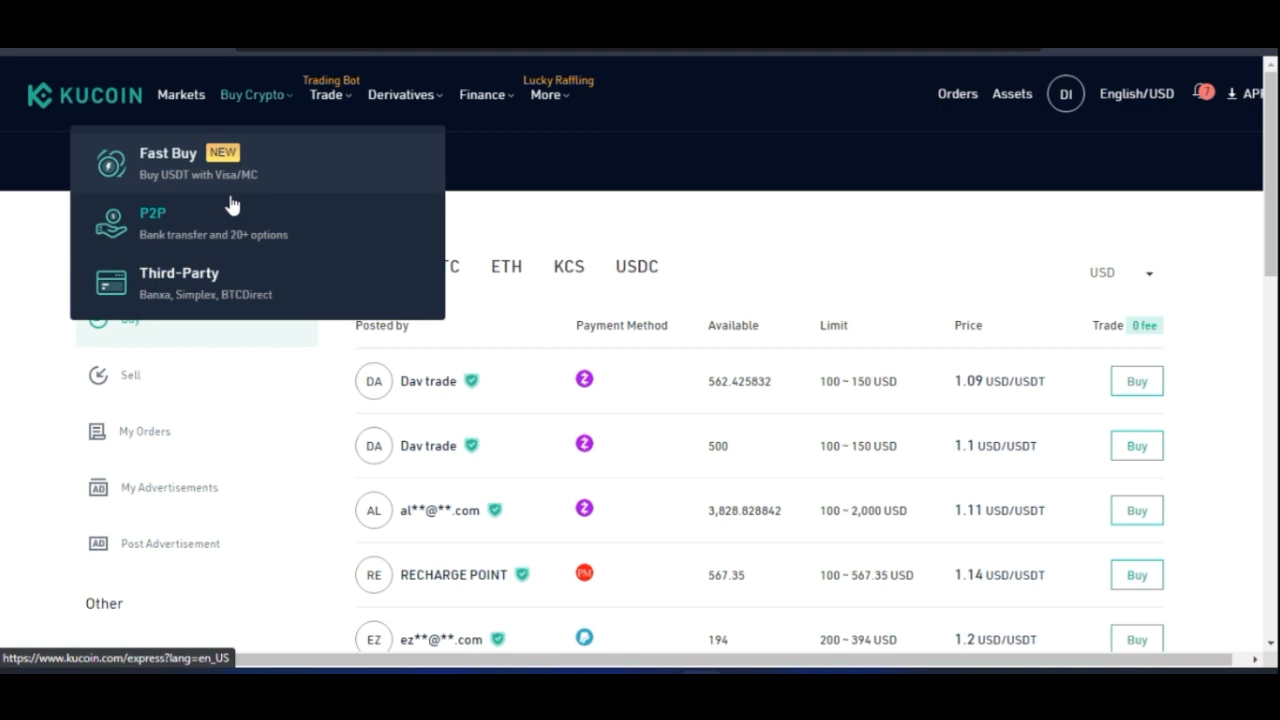 Trading Bot
Lucky Raffling
KUCOIN Markets Buy Crypto Trade Derivatives Finance More Orders Assets DI English/USD 7
Fast Buy NEW
Buy USDT with Visa/MC
P2P
Bank transfer and 20+ options
Third-Party
Banxa, Simplex, BTCDirect
TC ETH KCS USDC USD
Buy
Posted by Payment Method Available Limit Price Trade 0 fee
DA Dav trade 562.425832 100 ~ 150 USD 1.09 USD/USDT Buy
Sell
My Orders
DA Dav trade 500 100 ~ 150 USD 1.1 USD/USDT Buy
AD My Advertisements
AL al**@**.com 3,828.828842 100 ~ 2,000 USD 1.11 USD/USDT Buy
AD Post Advertisement
RE RECHARGE POINT PM 567.35 100 ~ 567.35 USD 1.14 USD/USDT Buy
Other
EZ ez**@**.com 194 200 ~ 394 USD 1.2 USD/USDT Buy
https://www.kucoin.com/express?lang=en_US